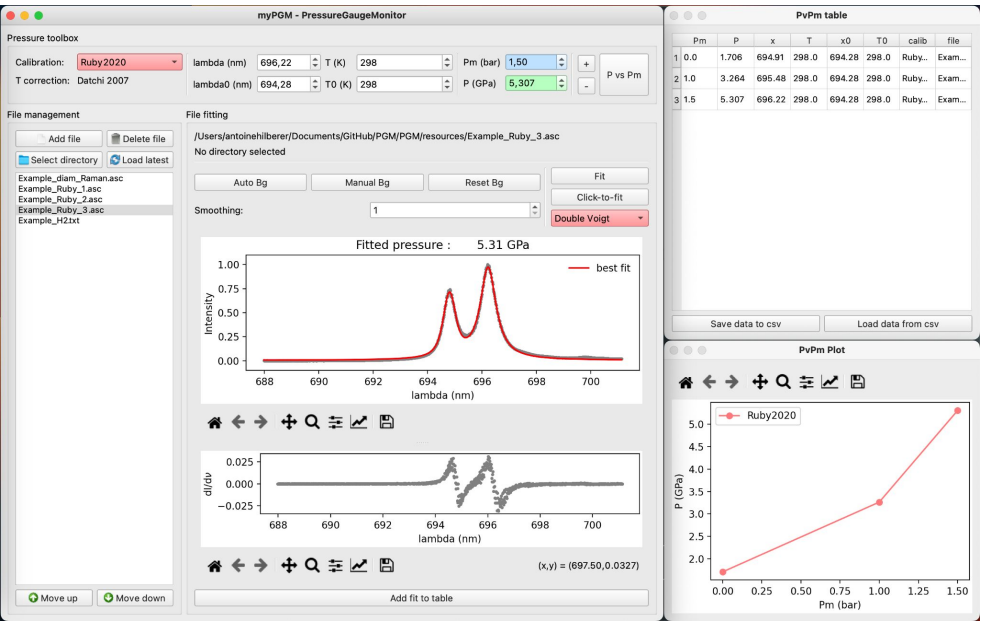 myPGM - PressureGaugeMonitor
Pressure toolbox
Calibration: Ruby2020
T correction: Datchi 2007
lambda (nm) 696,22 T (K) 298 Pm (bar) 1,50 +
lambda0 (nm) 694,28 T0 (K) 298 P (GPa) 5,307 -
P vs Pm
File management
Add file Delete file
Select directory Load latest
Example_diam_Raman.asc
Example_Ruby_1.asc
Example_Ruby_2.asc
Example_Ruby_3.asc
Example_H2.txt
Move up Move down
File fitting
/Users/antoinehilberer/Documents/GitHub/PGM/PGM/resources/Example_Ruby_3.asc
No directory selected
Auto Bg Manual Bg Reset Bg
Fit
Click-to-fit
Smoothing: 1
Double Voigt
Fitted pressure : 5.31 GPa
best fit
Intensity
1.00
0.75
0.50
0.25
0.00
688 690 692 694 696 698 700
lambda (nm)
dI/dν
0.025
0.000
−0.025
688 690 692 694 696 698 700
lambda (nm)
(x,y) = (697.50,0.0327)
Add fit to table
PvPm table
Pm P x T x0 T0 calib file
1 0.0 1.706 694.91 298.0 694.28 298.0 Ruby... Exam...
2 1.0 3.264 695.48 298.0 694.28 298.0 Ruby... Exam...
3 1.5 5.307 696.22 298.0 694.28 298.0 Ruby... Exam...
Save data to csv Load data from csv
PvPm Plot
Ruby2020
P (GPa)
5.0
4.5
4.0
3.5
3.0
2.5
2.0
0.00 0.25 0.50 0.75 1.00 1.25 1.50
Pm (bar)